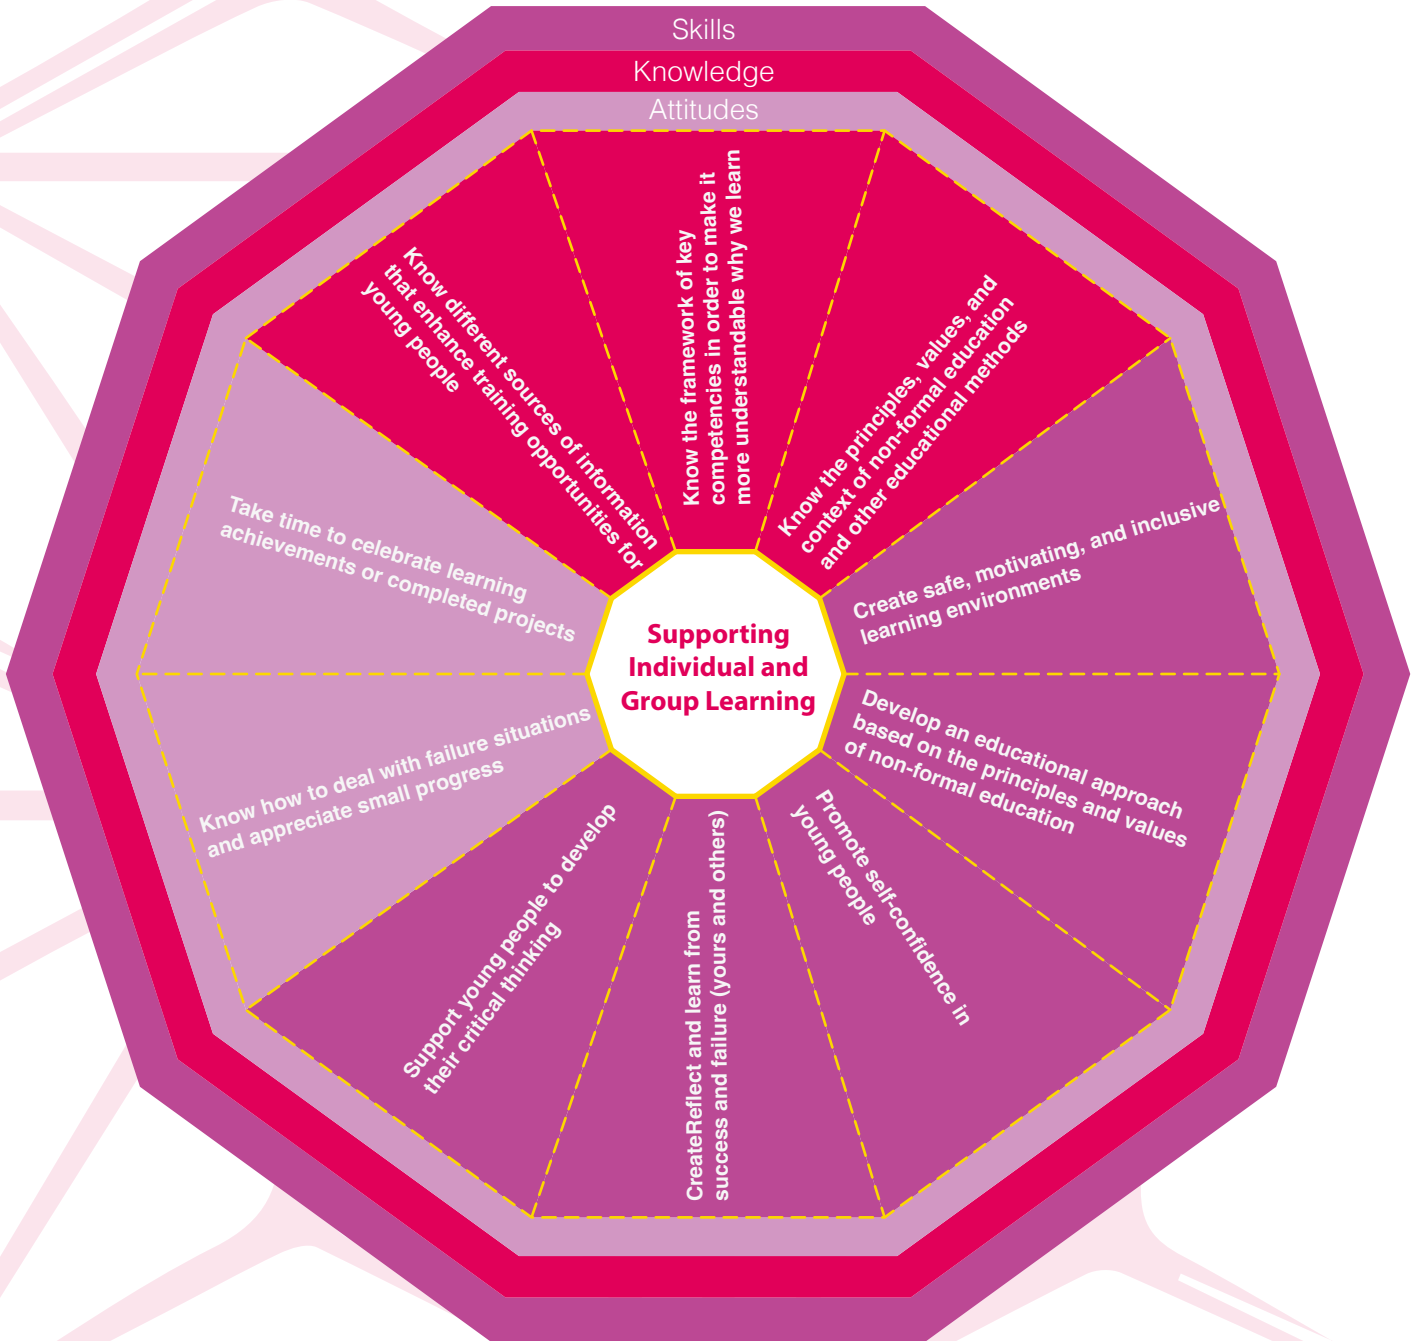 Skills
Knowledge
Attitudes
Know the framework of key
competencies in order to make it
more understandable why we learn
Know the principles, values, and
context of non-formal education
and other educational methods
Create safe, motivating, and inclusive
learning environments
Develop an educational approach
based on the principles and values
of non-formal education
Promote self-confidence in
young people
CreateReflect and learn from
success and failure (yours and others)
Support young people to develop
their critical thinking
Know how to deal with failure situations
and appreciate small progress
Take time to celebrate learning
achievements or completed projects
Know different sources of information
that enhance training opportunities for
young people
Supporting
Individual and
Group Learning